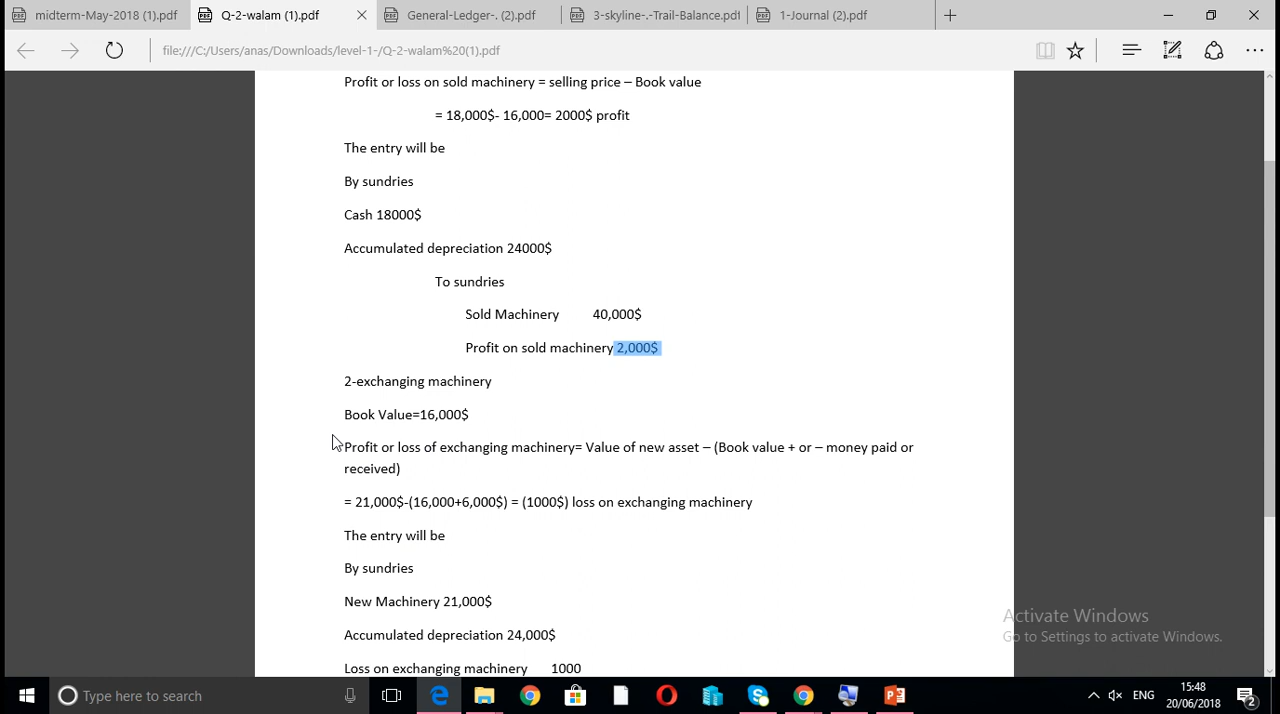 midterm-May-2018 (1).pdf
Q-2-walam (1).pdf
General-Ledger-. (2).pdf
3-skyline-.-Trail-Balance.pdf
1-Journal (2).pdf
file:///C:/Users/anas/Downloads/level-1-/Q-2-walam%20(1).pdf
Profit or loss on sold machinery = selling price – Book value
= 18,000$- 16,000= 2000$ profit
The entry will be
By sundries
Cash 18000$
Accumulated depreciation 24000$
To sundries
Sold Machinery 40,000$
Profit on sold machinery 2,000$
2-exchanging machinery
Book Value=16,000$
Profit or loss of exchanging machinery= Value of new asset – (Book value + or – money paid or
received)
= 21,000$-(16,000+6,000$) = (1000$) loss on exchanging machinery
The entry will be
By sundries
New Machinery 21,000$
Accumulated depreciation 24,000$
Loss on exchanging machinery 1000
Activate Windows
Go to Settings to activate Windows.
Type here to search
ENG
15:48
20/06/2018
2